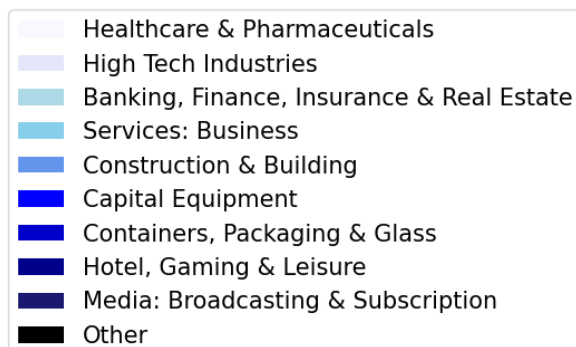 Healthcare & Pharmaceuticals
High Tech Industries
Banking, Finance, Insurance & Real Estate
Services: Business
Construction & Building
Capital Equipment
Containers, Packaging & Glass
Hotel, Gaming & Leisure
Media: Broadcasting & Subscription
Other